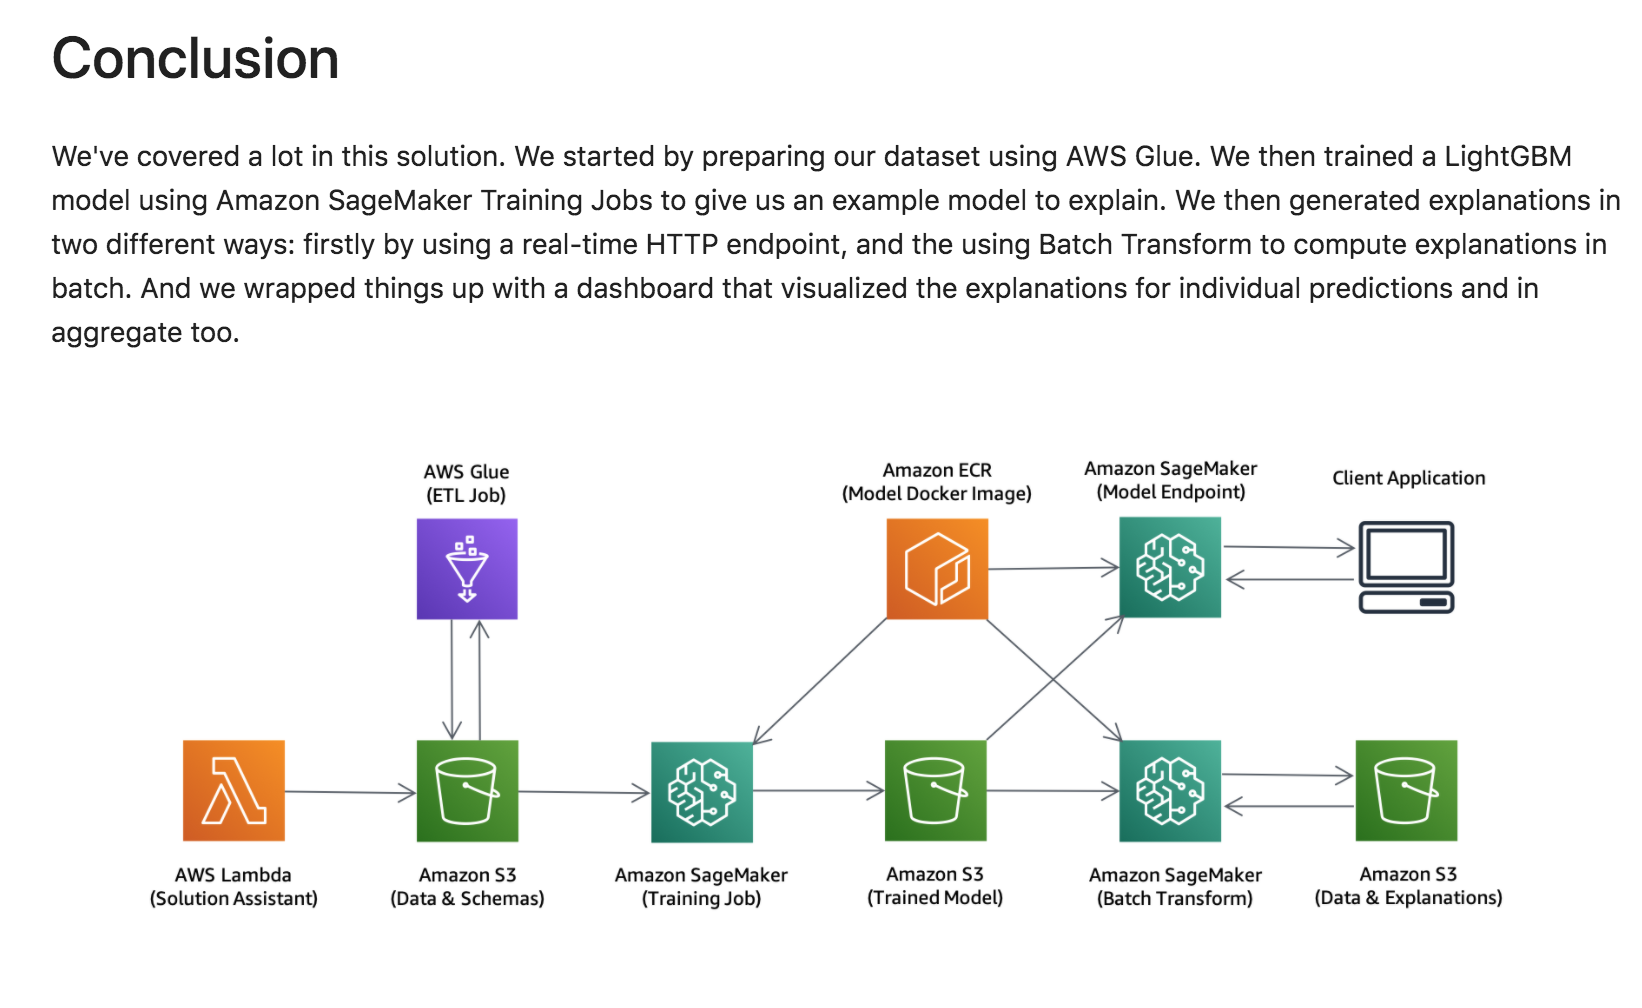 Conclusion
We've covered a lot in this solution. We started by preparing our dataset using AWS Glue. We then trained a LightGBM
model using Amazon SageMaker Training Jobs to give us an example model to explain. We then generated explanations in
two different ways: firstly by using a real-time HTTP endpoint, and the using Batch Transform to compute explanations in
batch. And we wrapped things up with a dashboard that visualized the explanations for individual predictions and in
aggregate too.
AWS Glue
(ETL Job)
Amazon ECR
(Model Docker Image)
Amazon SageMaker
(Model Endpoint)
Client Application
AWS Lambda
(Solution Assistant)
Amazon S3
(Data & Schemas)
Amazon SageMaker
(Training Job)
Amazon S3
(Trained Model)
Amazon SageMaker
(Batch Transform)
Amazon S3
(Data & Explanations)